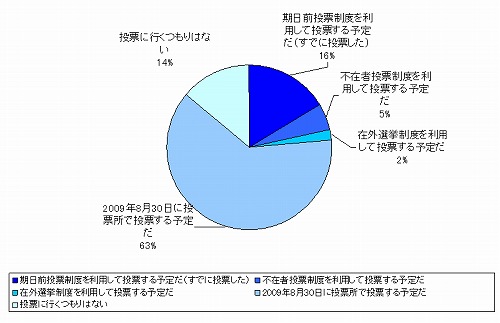 期日前投票制度を利
用して投票する予定
だ(すでに投票した)
16%
不在者投票制度を利
用して投票する予定
だ
5%
在外選挙制度を利用
して投票する予定だ
2%
2009年8月30日に投
票所で投票する予定
だ
63%
投票に行くつもりはな
い
14%
期日前投票制度を利用して投票する予定だ(すでに投票した) 不在者投票制度を利用して投票する予定だ
在外選挙制度を利用して投票する予定だ 2009年8月30日に投票所で投票する予定だ
投票に行くつもりはない